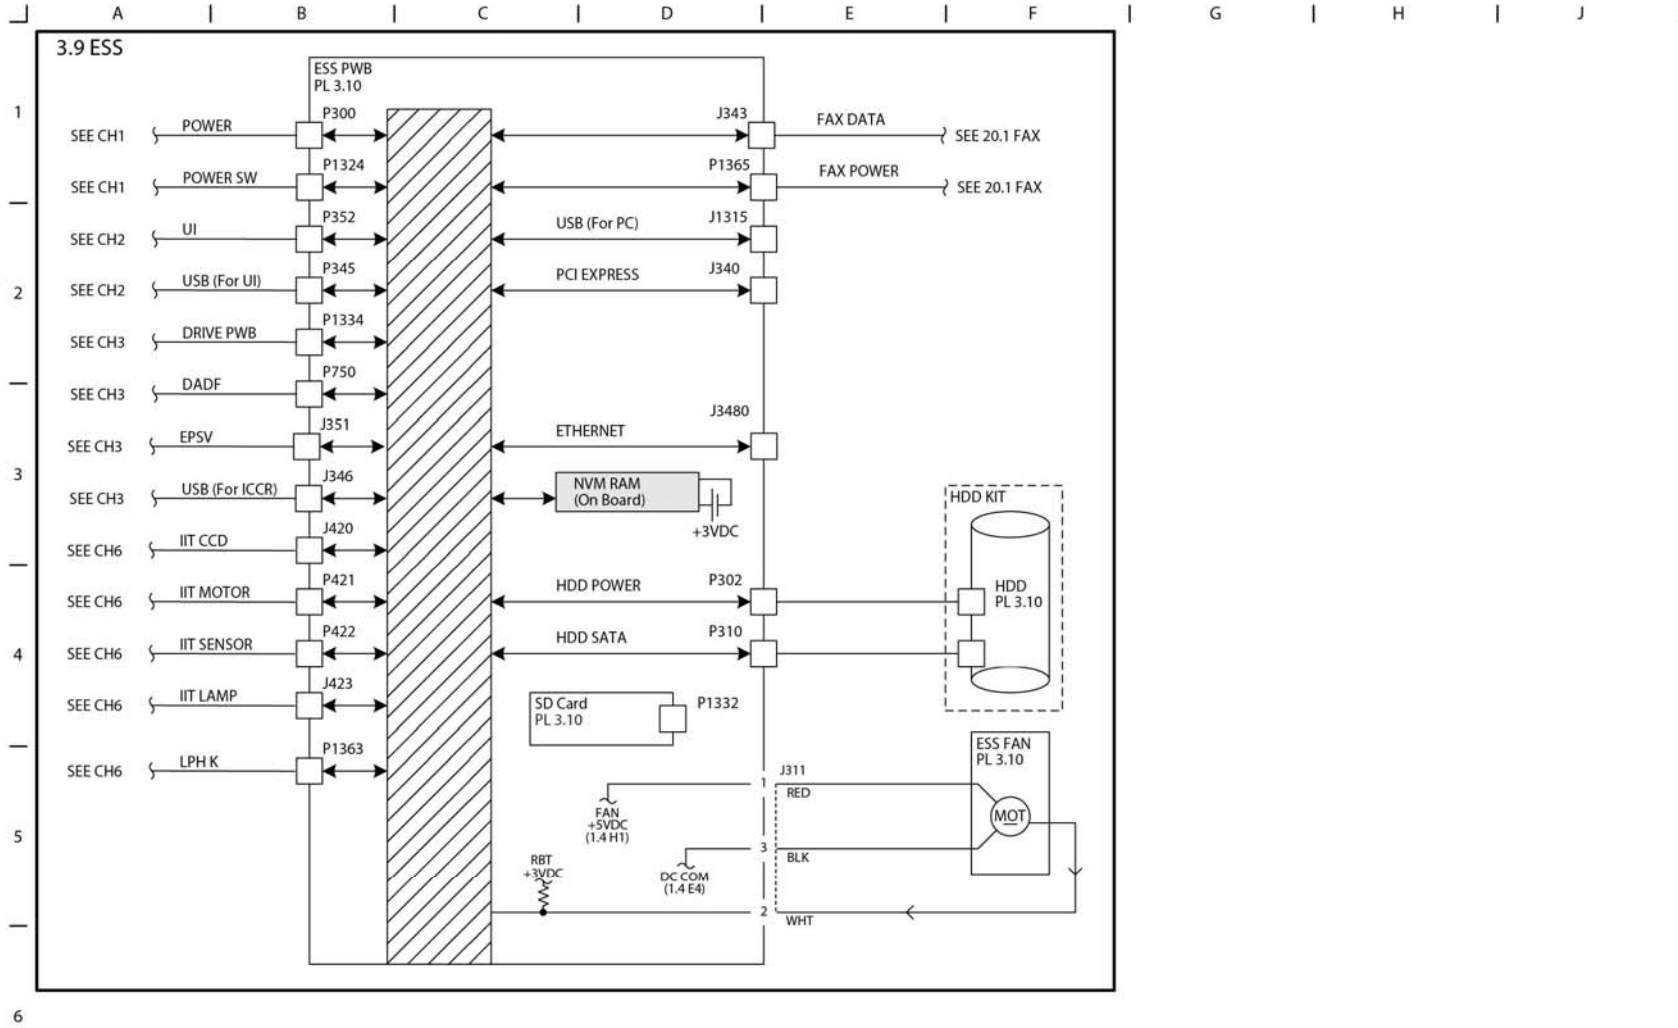 A B C D E F G H J
3.9 ESS
ESS PWB
PL 3.10
1
SEE CH1 POWER P300 J343 FAX DATA SEE 20.1 FAX
SEE CH1 POWER SW P1324 P1365 FAX POWER SEE 20.1 FAX
SEE CH2 UI P352 USB (For PC) J1315
2
SEE CH2 USB (For UI) P345 PCI EXPRESS J340
SEE CH3 DRIVE PWB P1334
SEE CH3 DADF P750
SEE CH3 EPSV J351 ETHERNET J3480
3
SEE CH3 USB (For ICCR) J346
NVM RAM
(On Board)
+3VDC
HDD KIT
SEE CH6 IIT CCD J420
SEE CH6 IIT MOTOR P421 HDD POWER P302
HDD
PL 3.10
4
SEE CH6 IIT SENSOR P422 HDD SATA P310
SEE CH6 IIT LAMP J423
SD Card
PL 3.10
P1332
SEE CH6 LPH K P1363
ESS FAN
PL 3.10
MOT
J311
1 RED
FAN
+5VDC
(1.4 H1)
5
3 BLK
DC COM
(1.4 E4)
RBT
+3VDC
2 WHT
6